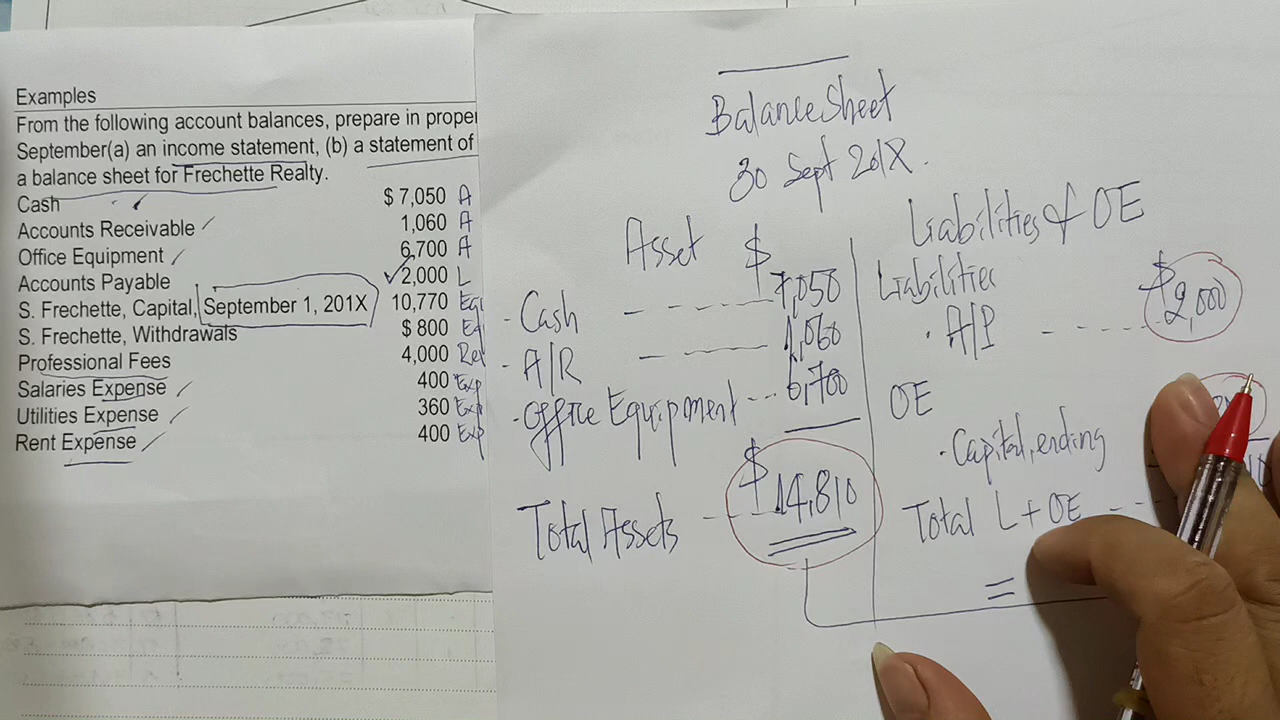 Examples
From the following account balances, prepare in proper
September(a) an income statement, (b) a statement of
a balance sheet for Frechette Realty.
Cash $ 7,050 A
Accounts Receivable 1,060 A
Office Equipment 6,700 A
Accounts Payable 2,000 L
S. Frechette, Capital, September 1, 201X 10,770
S. Frechette, Withdrawals $ 800
Professional Fees 4,000 Rev
Salaries Expense 400 Exp
Utilities Expense 360 Exp
Rent Expense 400 Exp
Balance Sheet
30 Sept 201X.
Asset $
- Cash ---- 7,050
- A/R ---- 1,060
- Office Equipment -- 6,700
Total Assets --- $ 14,810
Liabilities & OE
Liabilities
• A/P ---- $ 2,000
OE
• Capital, ending
Total L + OE ---
=